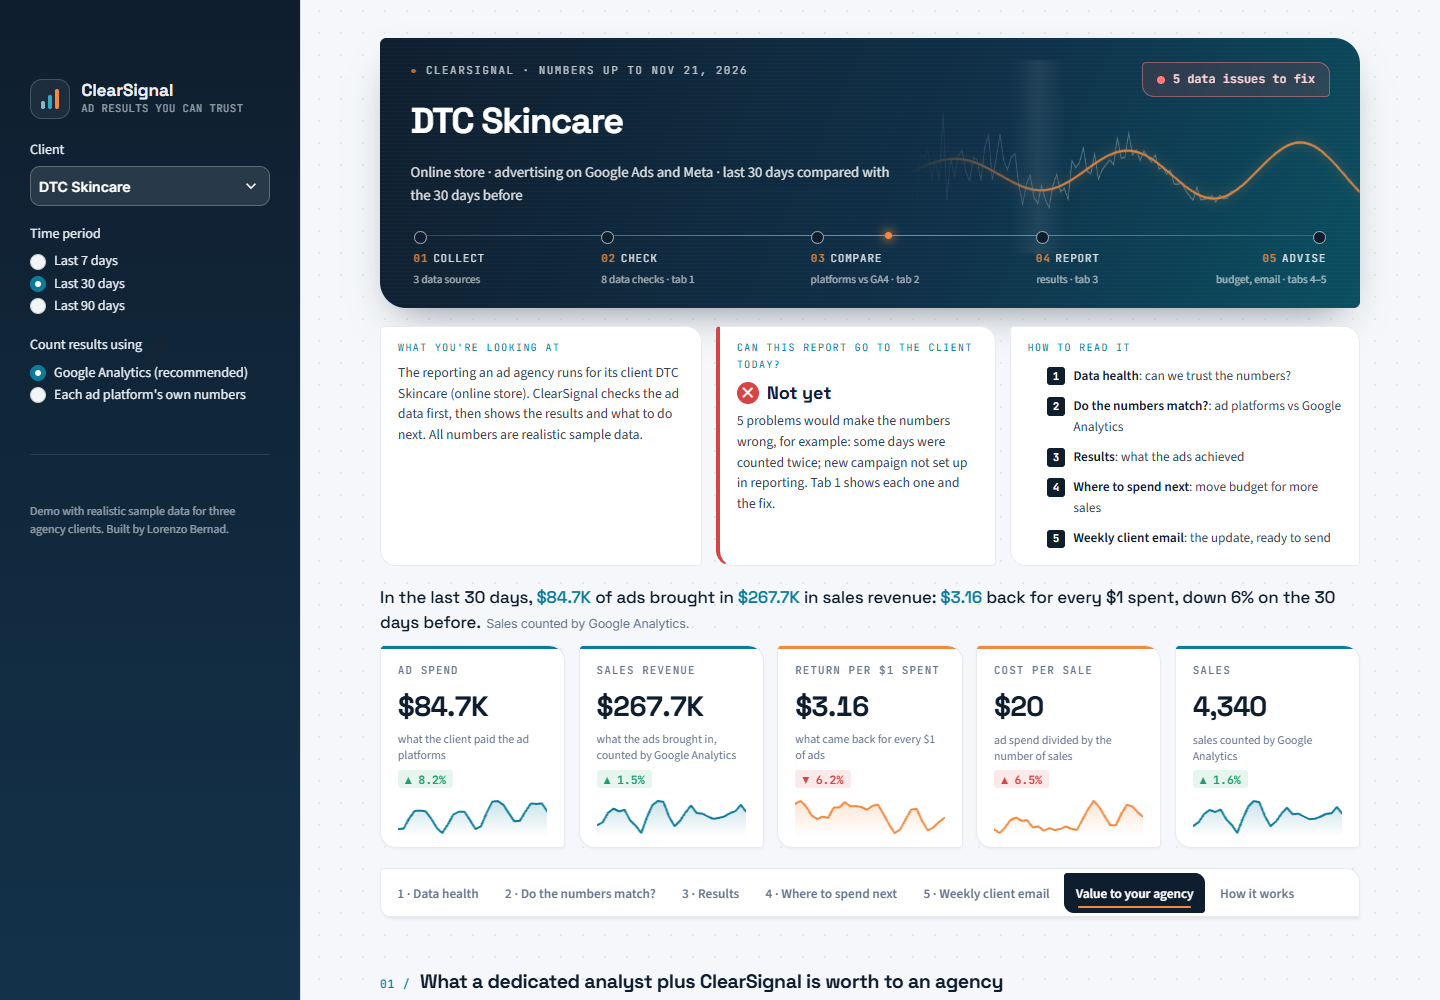 ClearSignal
AD RESULTS YOU CAN TRUST
Client
DTC Skincare
Time period
Last 7 days
Last 30 days
Last 90 days
Count results using
Google Analytics (recommended)
Each ad platform's own numbers
Demo with realistic sample data for three
agency clients. Built by Lorenzo Bernad.
CLEARSIGNAL · NUMBERS UP TO NOV 21, 2026
5 data issues to fix
DTC Skincare
Online store · advertising on Google Ads and Meta · last 30 days compared with
the 30 days before
01 COLLECT
3 data sources
02 CHECK
8 data checks · tab 1
03 COMPARE
platforms vs GA4 · tab 2
04 REPORT
results · tab 3
05 ADVISE
budget, email · tabs 4–5
WHAT YOU'RE LOOKING AT
The reporting an ad agency runs for its client DTC
Skincare (online store). ClearSignal checks the ad
data first, then shows the results and what to do
next. All numbers are realistic sample data.
CAN THIS REPORT GO TO THE CLIENT
TODAY?
Not yet
5 problems would make the numbers
wrong, for example: some days were
counted twice; new campaign not set up
in reporting. Tab 1 shows each one and
the fix.
HOW TO READ IT
1 Data health: can we trust the numbers?
2 Do the numbers match?: ad platforms vs Google
Analytics
3 Results: what the ads achieved
4 Where to spend next: move budget for more
sales
5 Weekly client email: the update, ready to send
In the last 30 days, $84.7K of ads brought in $267.7K in sales revenue: $3.16 back for every $1 spent, down 6% on the 30
days before. Sales counted by Google Analytics.
AD SPEND
$84.7K
what the client paid the ad
platforms
▲ 8.2%
SALES REVENUE
$267.7K
what the ads brought in,
counted by Google Analytics
▲ 1.5%
RETURN PER $1 SPENT
$3.16
what came back for every $1
of ads
▼ 6.2%
COST PER SALE
$20
ad spend divided by the
number of sales
▲ 6.5%
SALES
4,340
sales counted by Google
Analytics
▲ 1.6%
1 · Data health
2 · Do the numbers match?
3 · Results
4 · Where to spend next
5 · Weekly client email
Value to your agency
How it works
01 / What a dedicated analyst plus ClearSignal is worth to an agency